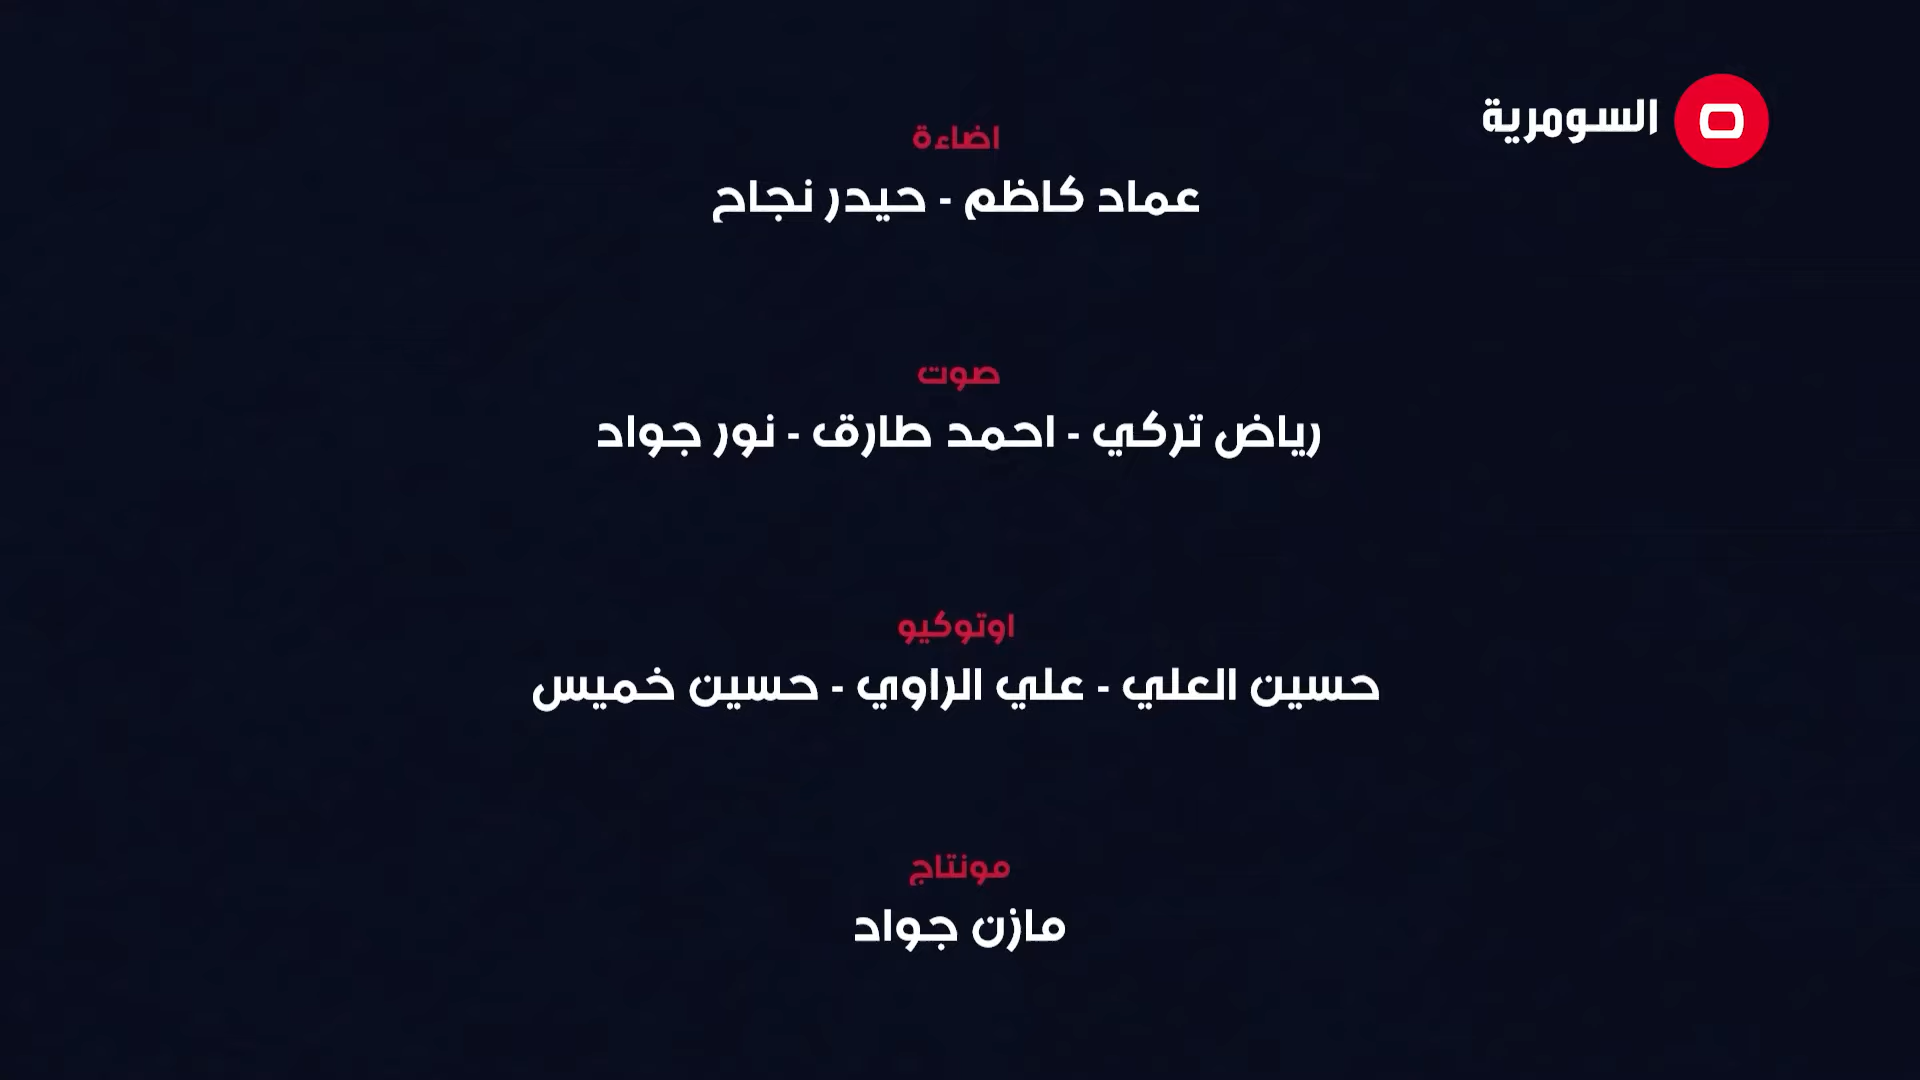 السومرية
اضاءة
عماد كاظم - حيدر نجاح
صوت
رياض تركي - احمد طارق - نور جواد
اوتوكيو
حسين العلي - علي الراوي - حسين خميس
مونتاج
مازن جواد